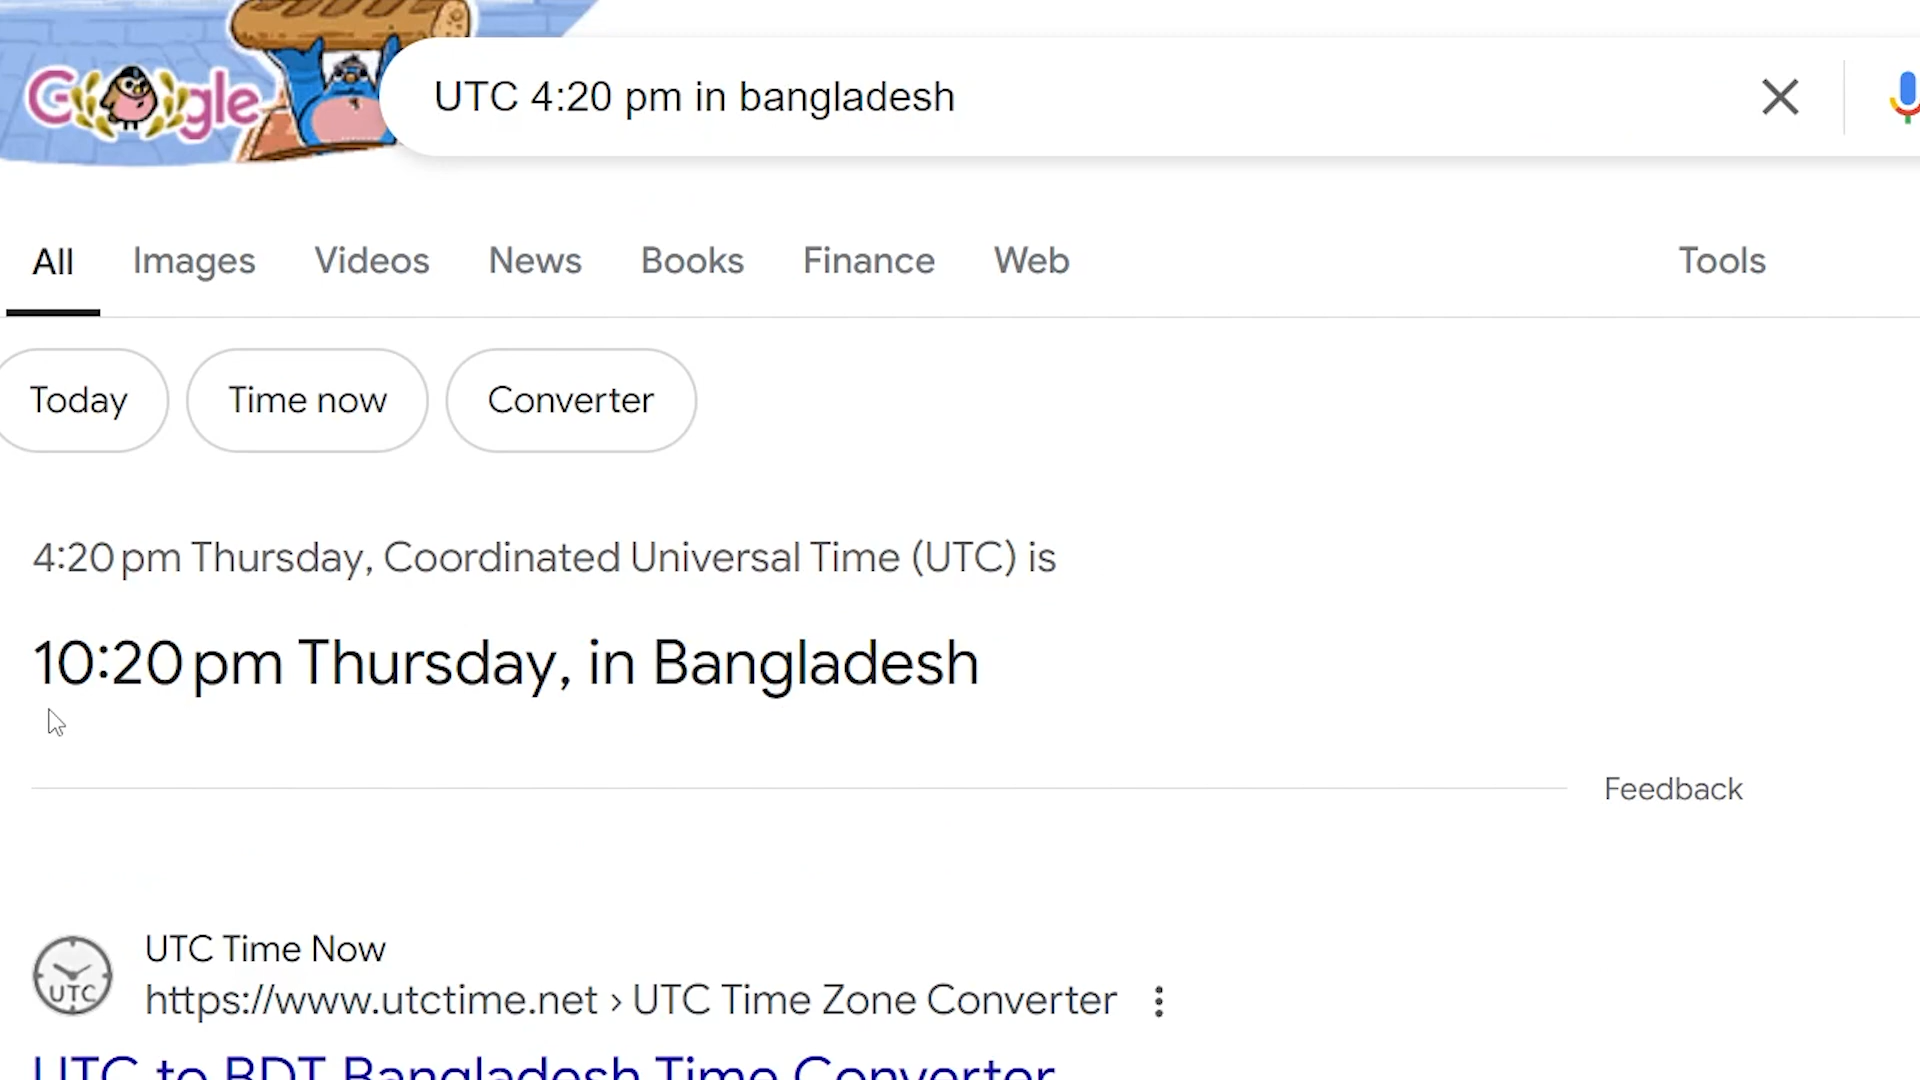 Google
UTC 4:20 pm in bangladesh
All Images Videos News Books Finance Web Tools
Today Time now Converter
4:20 pm Thursday, Coordinated Universal Time (UTC) is
10:20 pm Thursday, in Bangladesh
Feedback
UTC
UTC Time Now
https://www.utctime.net › UTC Time Zone Converter
UTC to BDT Bangladesh Time Converter